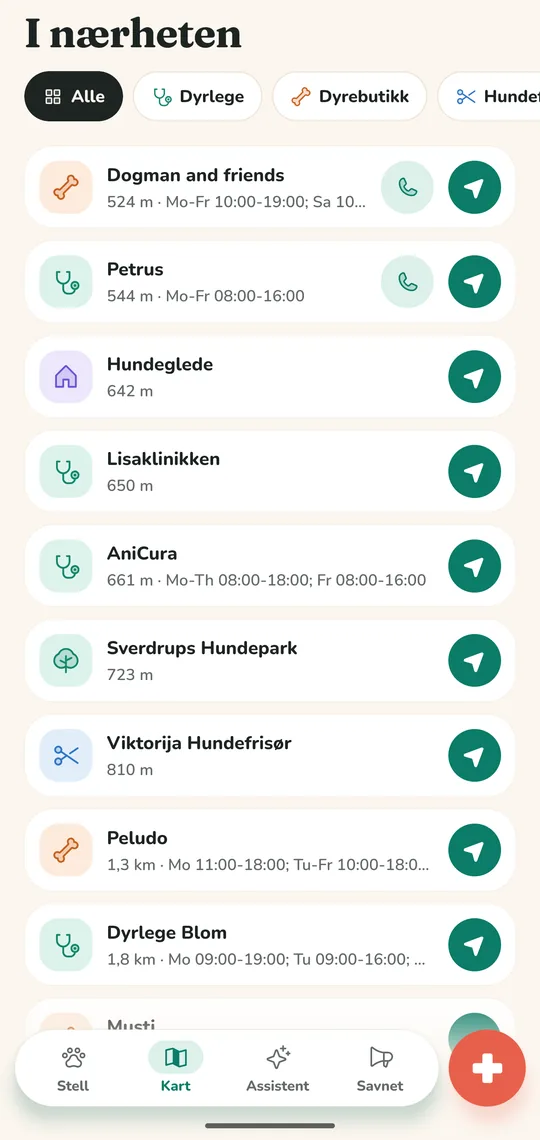 I nærheten
Alle
Dyrlege
Dyrebutikk
Dogman and friends
524 m · Mo-Fr 10:00-19:00; Sa 10...
Petrus
544 m · Mo-Fr 08:00-16:00
Hundeglede
642 m
Lisaklinikken
650 m
AniCura
661 m · Mo-Th 08:00-18:00; Fr 08:00-16:00
Sverdrups Hundepark
723 m
Viktorija Hundefrisør
810 m
Peludo
1,3 km · Mo 11:00-18:00; Tu-Fr 10:00-18:0...
Dyrlege Blom
1,8 km · Mo 09:00-19:00; Tu 09:00-16:00; ...
Musti
Stell
Kart
Assistent
Savnet